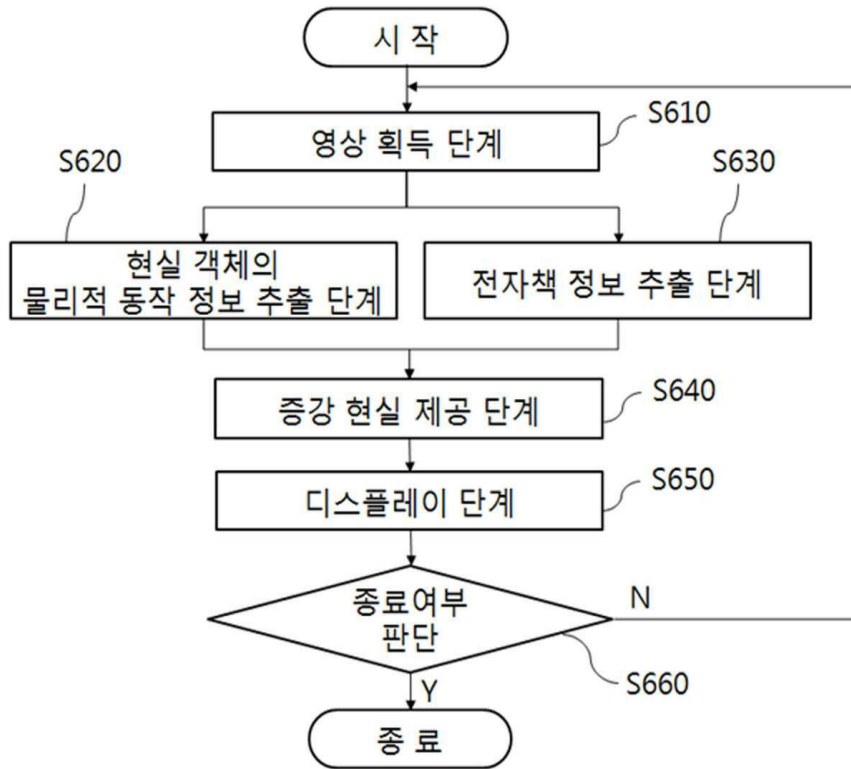 시 작
S610
영상 획득 단계
S620
S630
현실 객체의
물리적 동작 정보 추출 단계
전자책 정보 추출 단계
S640
증강 현실 제공 단계
S650
디스플레이 단계
종료여부
판단
N
S660
Y
종 료